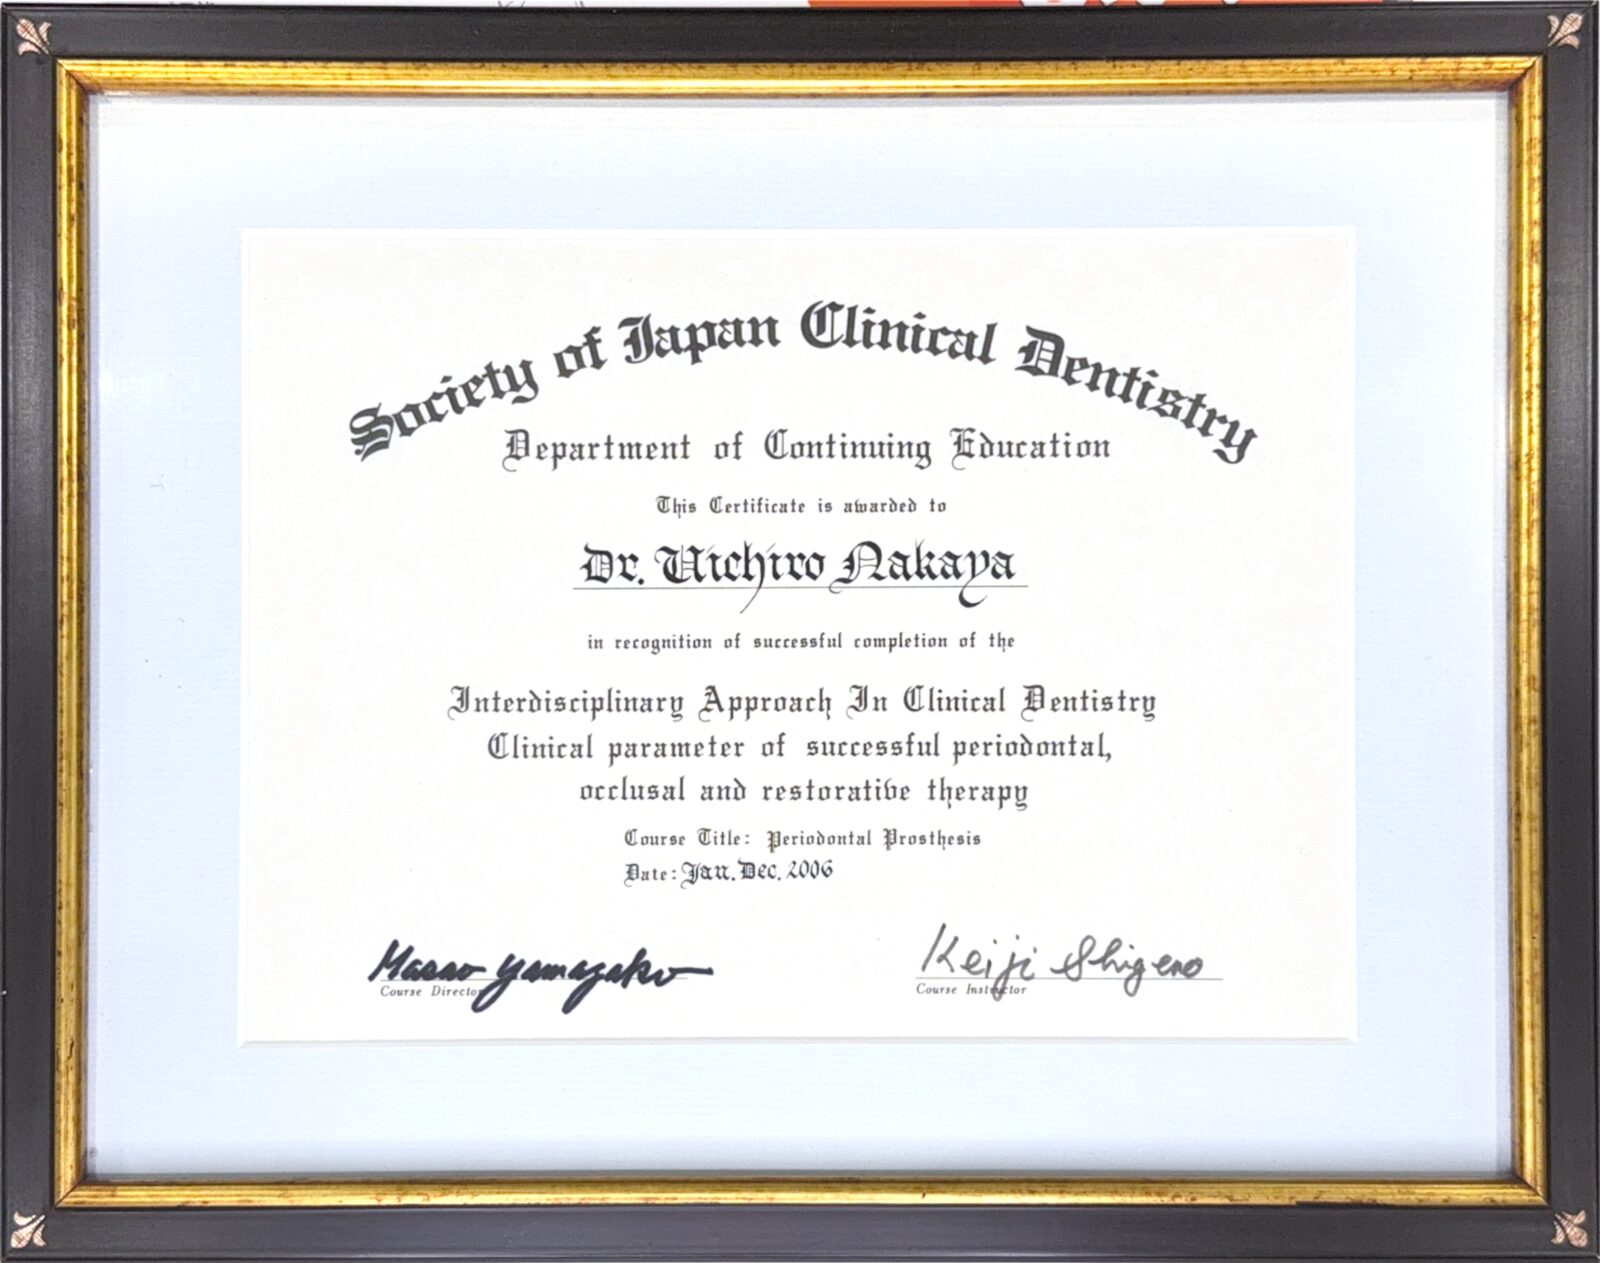 Society of Japan Clinical Dentistry
Department of Continuing Education
This Certificate is awarded to
Dr. Uichiro Nakaya
in recognition of successful completion of the
Interdisciplinary Approach In Clinical Dentistry
Clinical parameter of successful periodontal,
occlusal and restorative therapy
Course Title: Periodontal Prosthesis
Date: Jan. Dec. 2006
Masao Yamazaki
Course Director
Keiji Shigeno
Course Instructor